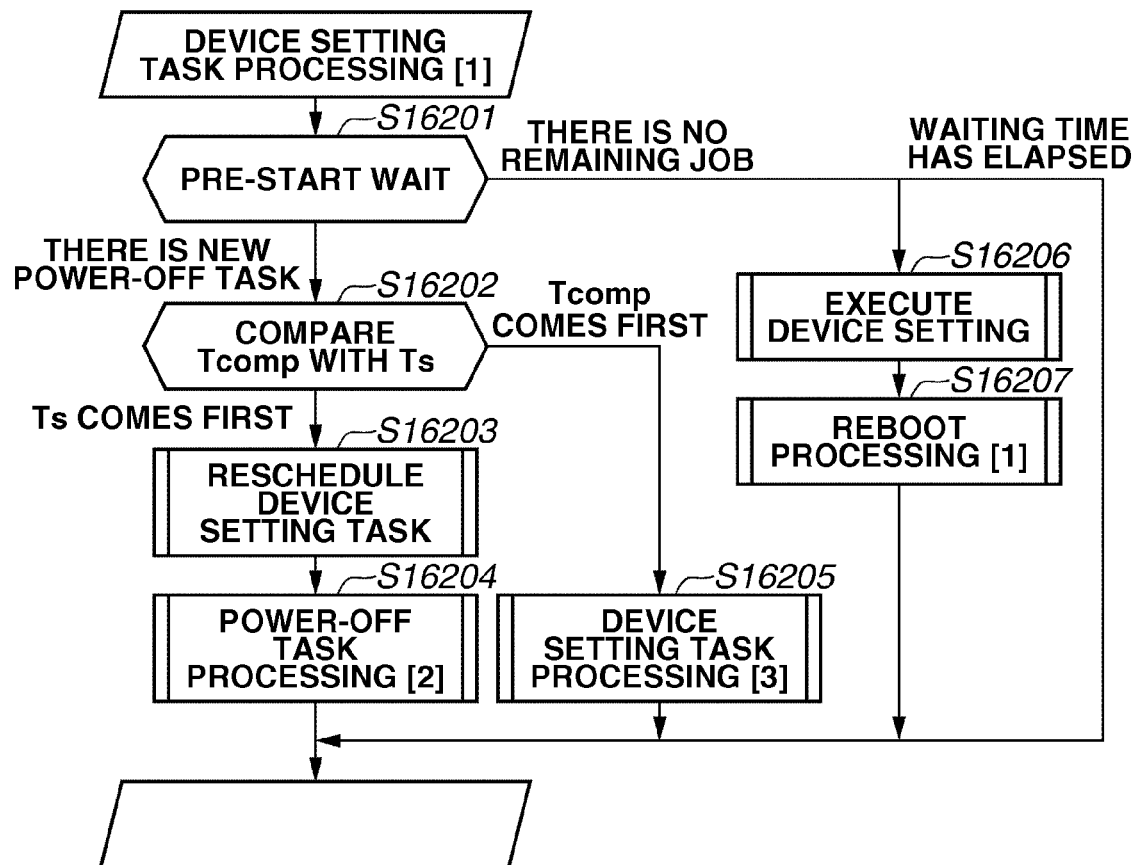 DEVICE SETTING
TASK PROCESSING [1]
S16201
PRE-START WAIT
THERE IS NO
REMAINING JOB
WAITING TIME
HAS ELAPSED
THERE IS NEW
POWER-OFF TASK
S16202
COMPARE
Tcomp WITH Ts
Tcomp
COMES FIRST
S16206
EXECUTE
DEVICE SETTING
S16207
REBOOT
PROCESSING [1]
Ts COMES FIRST
S16203
RESCHEDULE
DEVICE
SETTING TASK
S16204
POWER-OFF
TASK
PROCESSING [2]
S16205
DEVICE
SETTING TASK
PROCESSING [3]